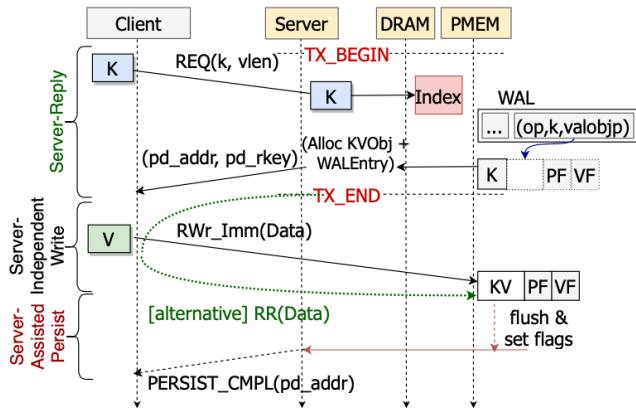 Client
Server
DRAM
PMEM
Server-Reply
K
REQ(k, vlen)
TX_BEGIN
K
Index
WAL
... (op,k,valobjp)
(pd_addr, pd_rkey)
(Alloc KVObj +
WALEntry)
K PF VF
TX_END
Server-
Independent
Write
V
RWr_Imm(Data)
KV PF VF
Server-
Assisted
Persist
[alternative] RR(Data)
flush &
set flags
PERSIST_CMPL(pd_addr)